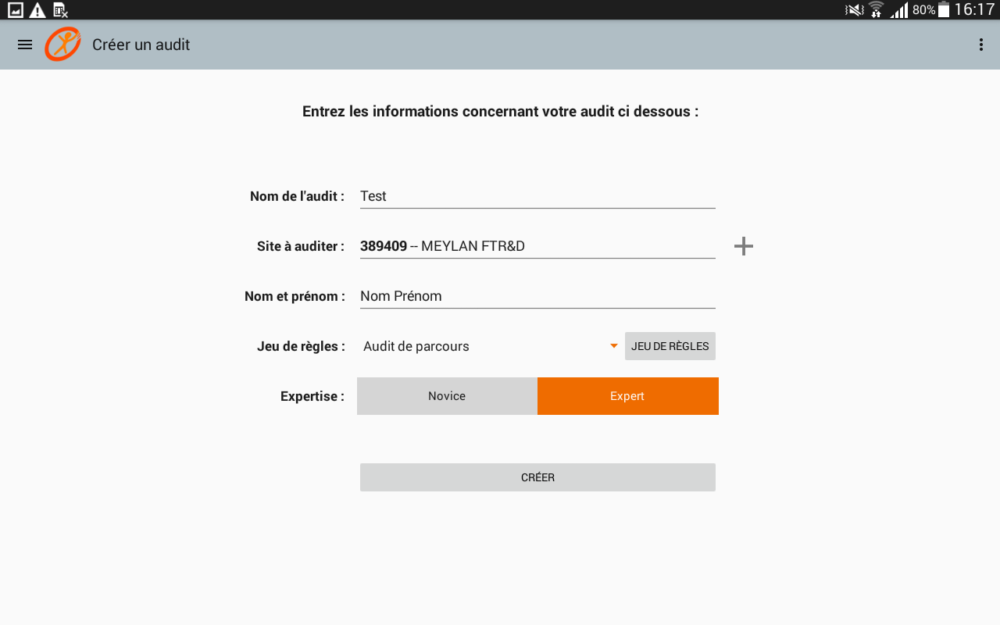 80% 16:17
Créer un audit
Entrez les informations concernant votre audit ci dessous :
Nom de l'audit : Test
Site à auditer : 389409 -- MEYLAN FTR&D
Nom et prénom : Nom Prénom
Jeu de règles : Audit de parcours JEU DE RÈGLES
Expertise : Novice Expert
CRÉER